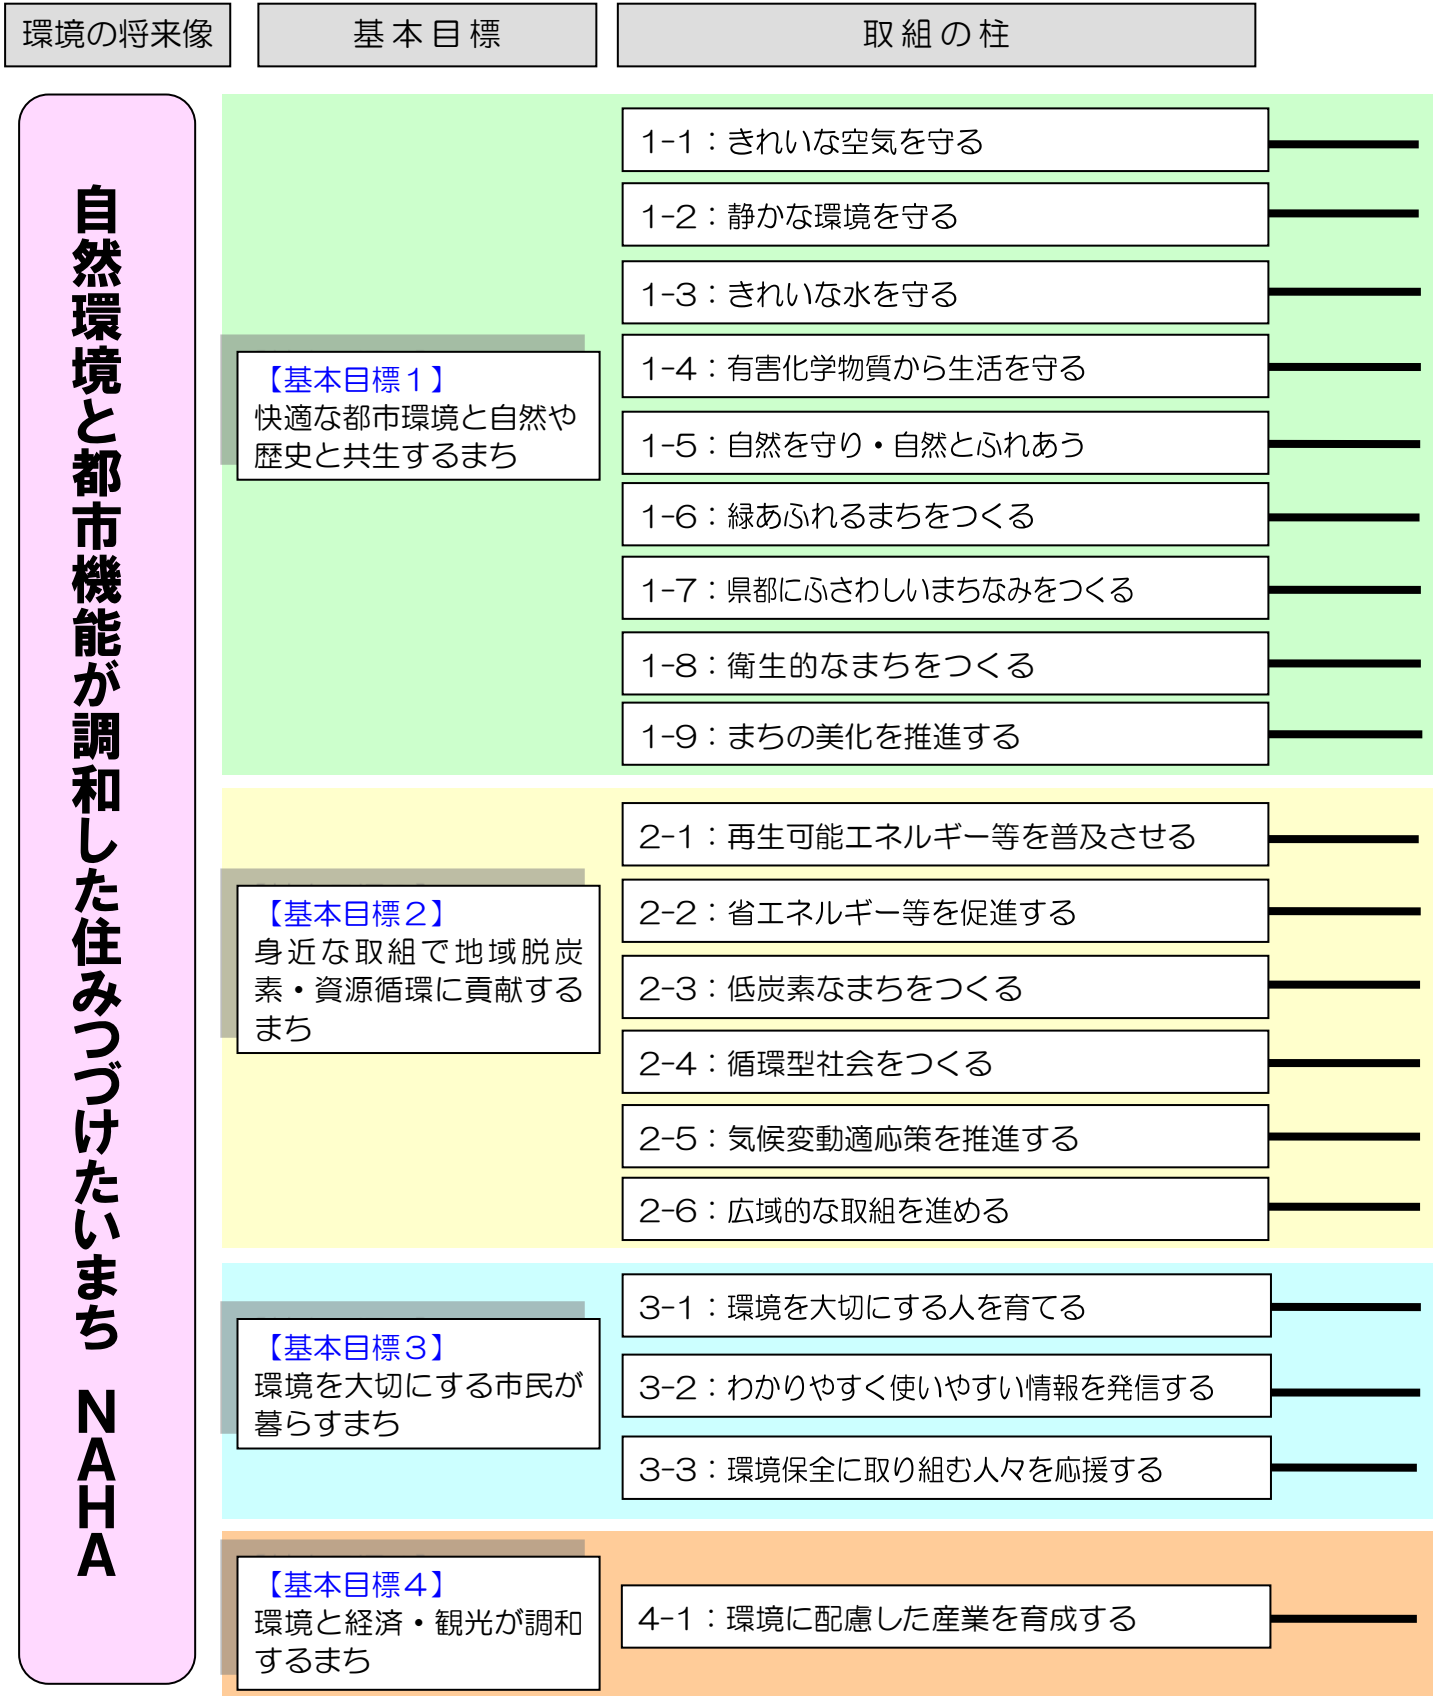 環境の将来像
基本目標
取組の柱
自然環境と都市機能が調和した住みつづけたいまち　NAHA
【基本目標１】
快適な都市環境と自然や
歴史と共生するまち
1-1：きれいな空気を守る
1-2：静かな環境を守る
1-3：きれいな水を守る
1-4：有害化学物質から生活を守る
1-5：自然を守り・自然とふれあう
1-6：緑あふれるまちをつくる
1-7：県都にふさわしいまちなみをつくる
1-8：衛生的なまちをつくる
1-9：まちの美化を推進する
【基本目標２】
身近な取組で地域脱炭
素・資源循環に貢献する
まち
2-1：再生可能エネルギー等を普及させる
2-2：省エネルギー等を促進する
2-3：低炭素なまちをつくる
2-4：循環型社会をつくる
2-5：気候変動適応策を推進する
2-6：広域的な取組を進める
【基本目標３】
環境を大切にする市民が
暮らすまち
3-1：環境を大切にする人を育てる
3-2：わかりやすく使いやすい情報を発信する
3-3：環境保全に取り組む人々を応援する
【基本目標４】
環境と経済・観光が調和
するまち
4-1：環境に配慮した産業を育成する